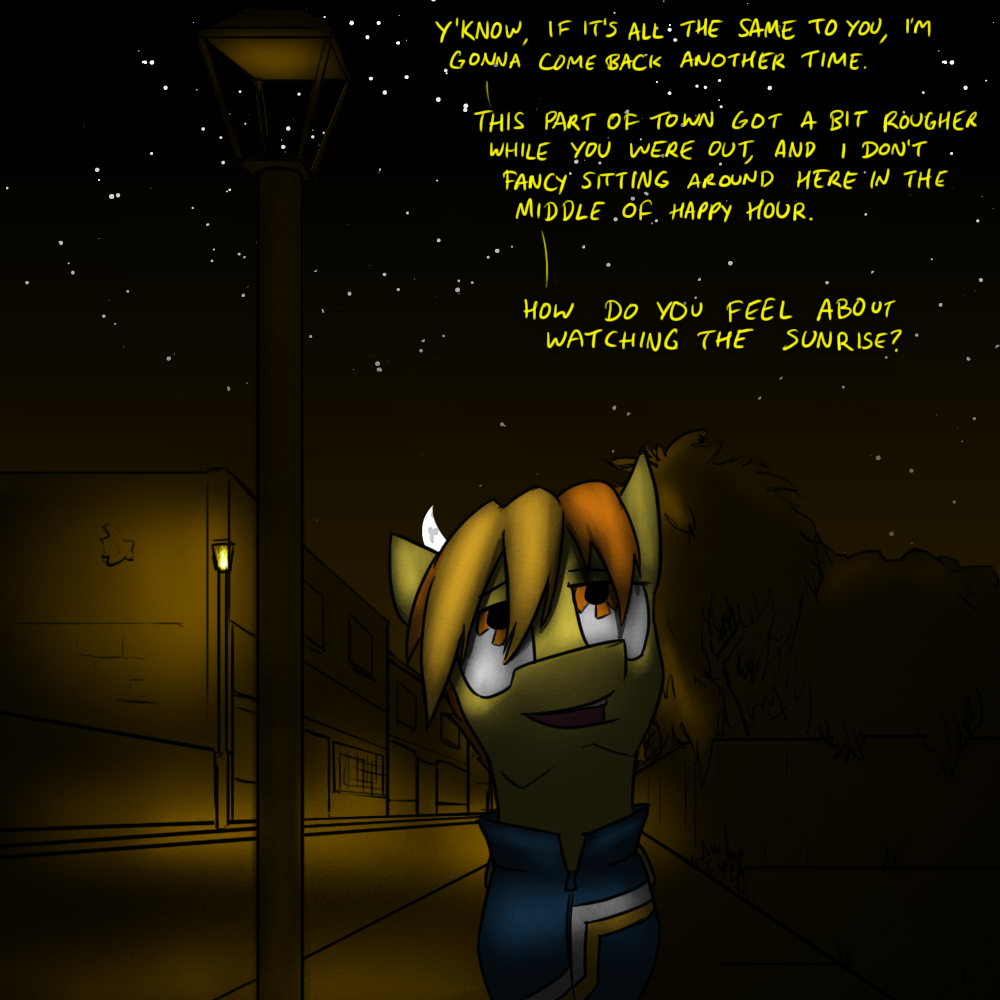 Y'KNOW, IF IT'S ALL THE SAME TO YOU, I'M
GONNA COME BACK ANOTHER TIME.
THIS PART OF TOWN GOT A BIT ROUGHER
WHILE YOU WERE OUT, AND I DON'T
FANCY SITTING AROUND HERE IN THE
MIDDLE OF HAPPY HOUR.
HOW DO YOU FEEL ABOUT
WATCHING THE SUNRISE?